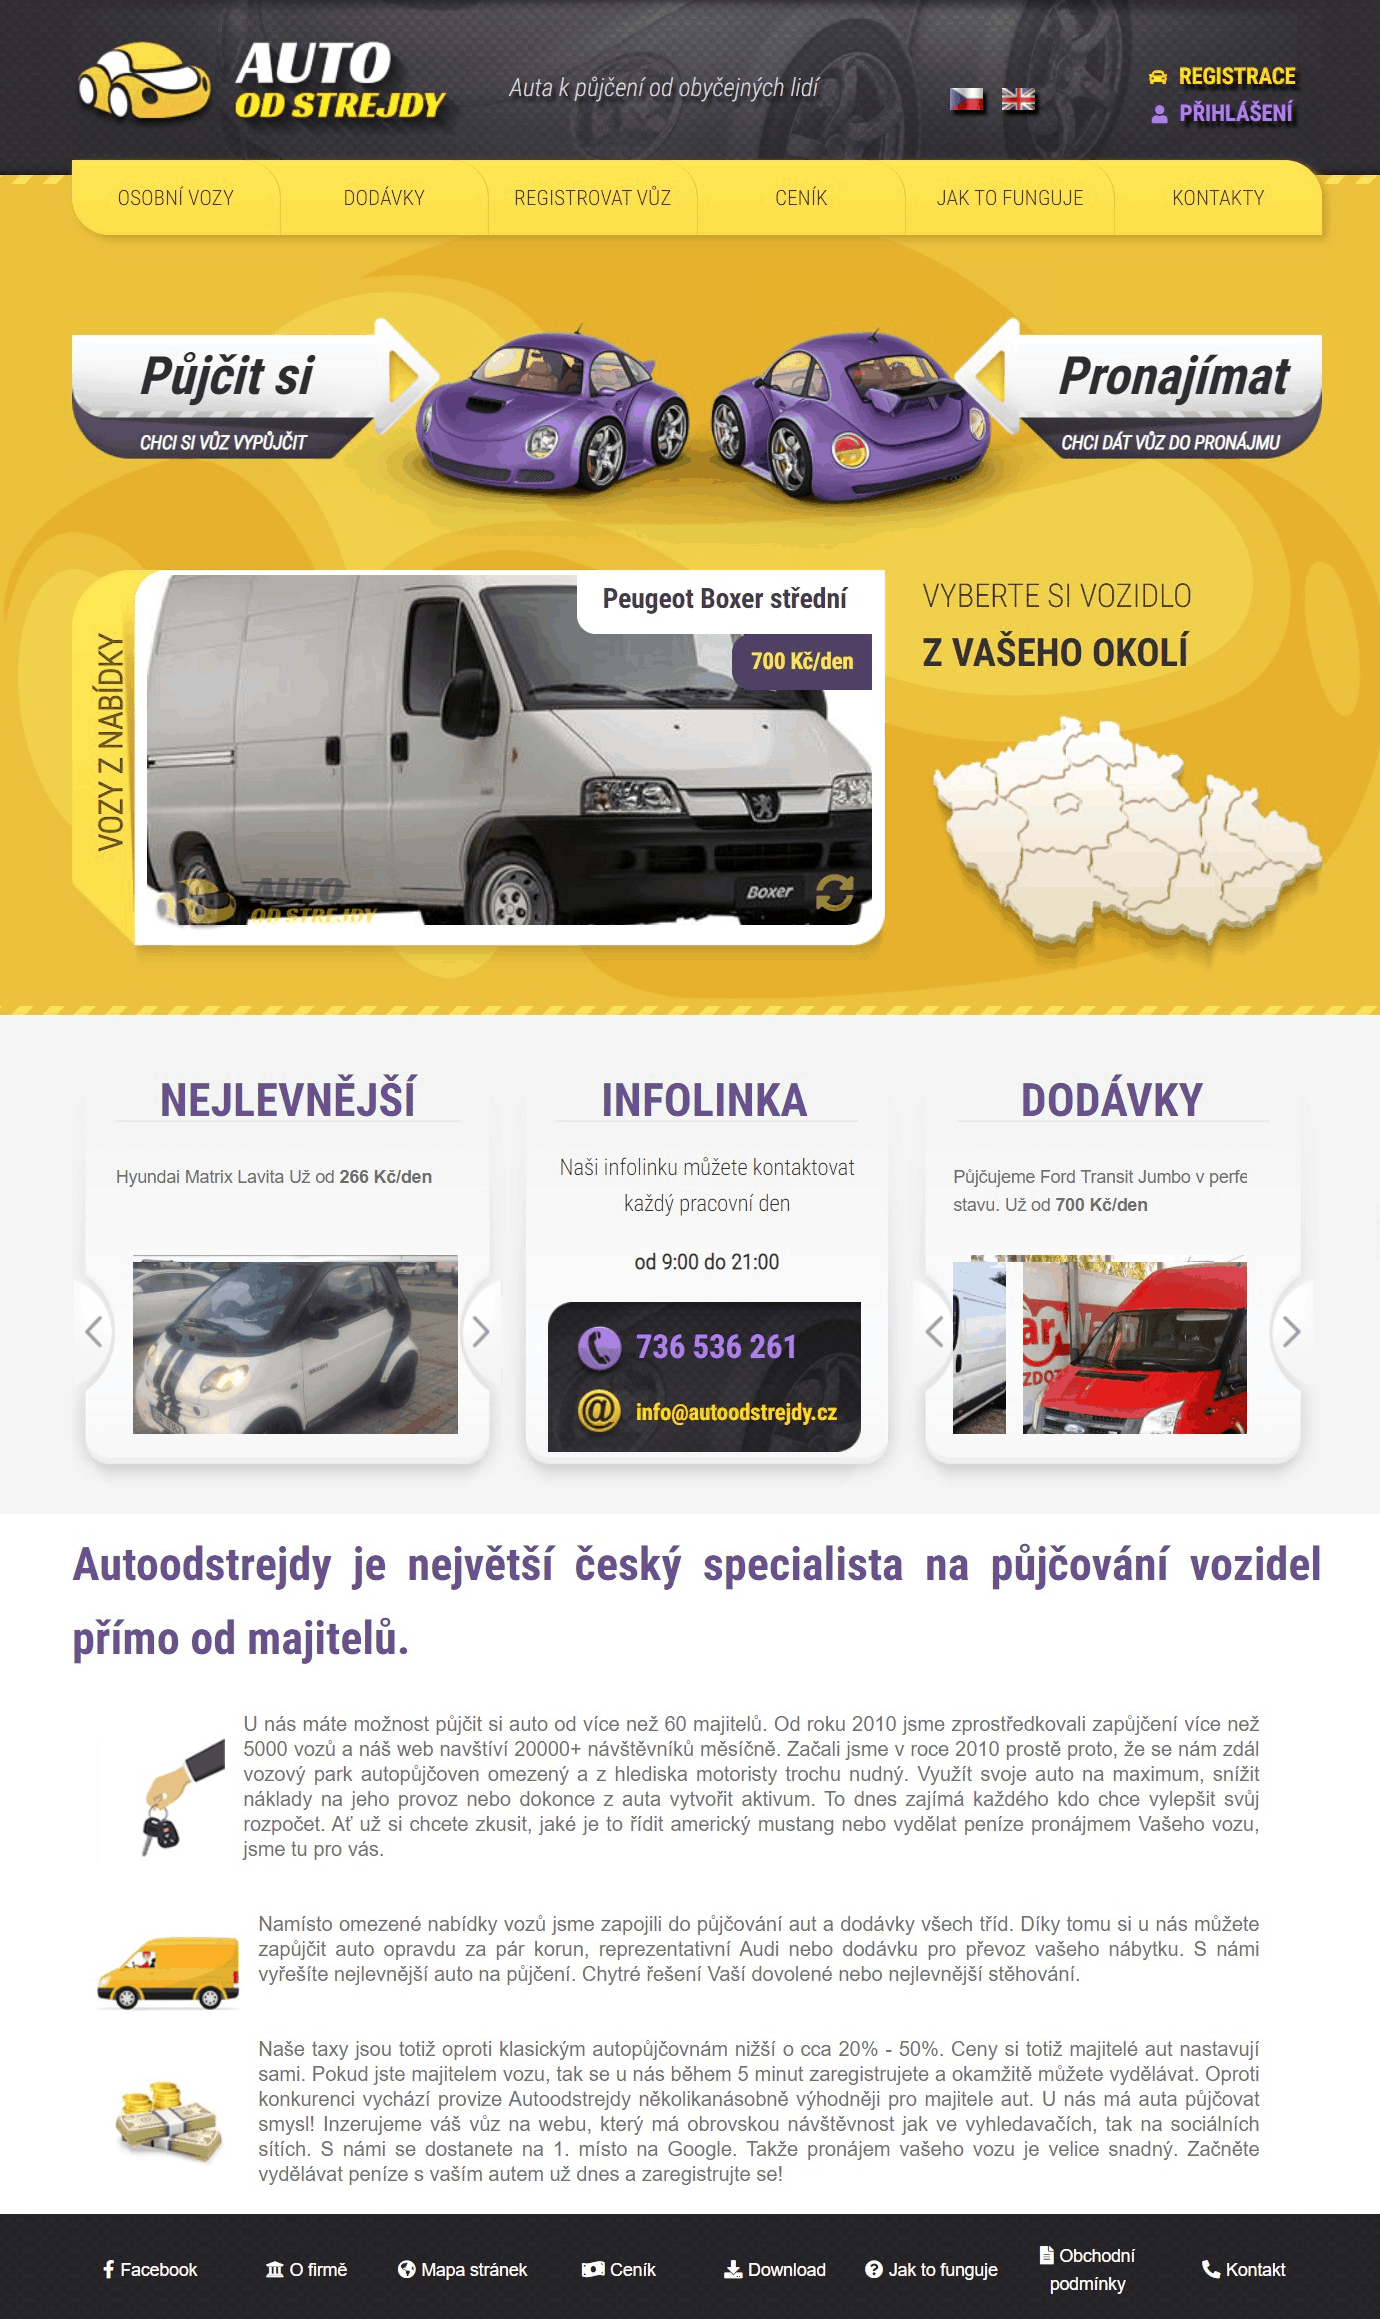 AUTO
OD STREJDY
Auta k půjčení od obyčejných lidí
REGISTRACE
PŘIHLÁŠENÍ
OSOBNÍ VOZY
DODÁVKY
REGISTROVAT VŮZ
CENÍK
JAK TO FUNGUJE
KONTAKTY
Půjčit si
CHCI SI VŮZ VYPŮJČIT
Pronajímat
CHCI DÁT VŮZ DO PRONÁJMU
VOZY Z NABÍDKY
Peugeot Boxer střední
700 Kč/den
Boxer
AUTO
OD STREJDY
VYBERTE SI VOZIDLO
Z VAŠEHO OKOLÍ
NEJLEVNĚJŠÍ
Hyundai Matrix Lavita Už od 266 Kč/den
INFOLINKA
Naši infolinku můžete kontaktovat
každý pracovní den
od 9:00 do 21:00
736 536 261
info@autoodstrejdy.cz
DODÁVKY
Půjčujeme Ford Transit Jumbo v perfe
stavu. Už od 700 Kč/den
Autoodstrejdy je největší český specialista na půjčování vozidel
přímo od majitelů.
U nás máte možnost půjčit si auto od více než 60 majitelů. Od roku 2010 jsme zprostředkovali zapůjčení více než
5000 vozů a náš web navštíví 20000+ návštěvníků měsíčně. Začali jsme v roce 2010 prostě proto, že se nám zdál
vozový park autopůjčoven omezený a z hlediska motoristy trochu nudný. Využít svoje auto na maximum, snížit
náklady na jeho provoz nebo dokonce z auta vytvořit aktivum. To dnes zajímá každého kdo chce vylepšit svůj
rozpočet. Ať už si chcete zkusit, jaké je to řídit americký mustang nebo vydělat peníze pronájmem Vašeho vozu,
jsme tu pro vás.
Namísto omezené nabídky vozů jsme zapojili do půjčování aut a dodávky všech tříd. Díky tomu si u nás můžete
zapůjčit auto opravdu za pár korun, reprezentativní Audi nebo dodávku pro převoz vašeho nábytku. S námi
vyřešíte nejlevnější auto na půjčení. Chytré řešení Vaší dovolené nebo nejlevnější stěhování.
Naše taxy jsou totiž oproti klasickým autopůjčovnám nižší o cca 20% - 50%. Ceny si totiž majitelé aut nastavují
sami. Pokud jste majitelem vozu, tak se u nás během 5 minut zaregistrujete a okamžitě můžete vydělávat. Oproti
konkurenci vychází provize Autoodstrejdy několikanásobně výhodněji pro majitele aut. U nás má auta půjčovat
smysl! Inzerujeme váš vůz na webu, který má obrovskou návštěvnost jak ve vyhledavačích, tak na sociálních
sítích. S námi se dostanete na 1. místo na Google. Takže pronájem vašeho vozu je velice snadný. Začněte
vydělávat peníze s vaším autem už dnes a zaregistrujte se!
Facebook
O firmě
Mapa stránek
Ceník
Download
Jak to funguje
Obchodní
podmínky
Kontakt